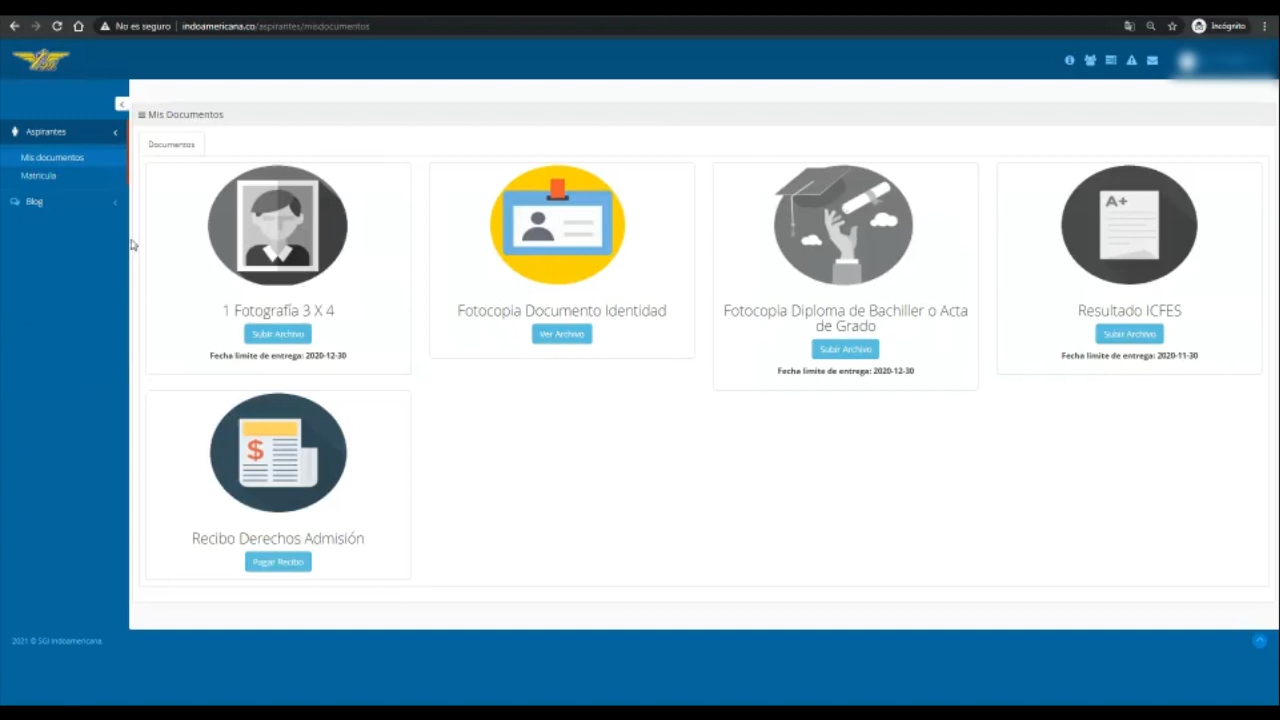 No es seguro
indoamericana.co/aspirantes/misdocumentos
Incógnito
Aspirantes
Mis documentos
Matricula
Blog
Mis Documentos
Documentos
1 Fotografía 3 X 4
Subir Archivo
Fecha limite de entrega: 2020-12-30
Fotocopia Documento Identidad
Ver Archivo
Fotocopia Diploma de Bachiller o Acta
de Grado
Subir Archivo
Fecha limite de entrega: 2020-12-30
A+
Resultado ICFES
Subir Archivo
Fecha limite de entrega: 2020-11-30
$
Recibo Derechos Admisión
Pagar Recibo
2021 © SGI Indoamericana.